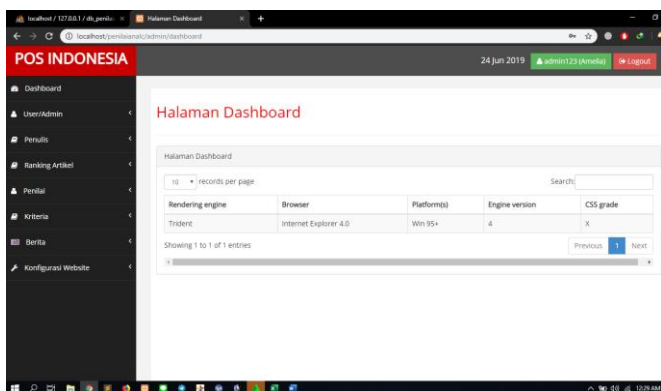 localhost / 127.0.0.1 / db_penilai
Halaman Dashboard
localhost/penilaianalc/admin/dashboard
POS INDONESIA
24 Jun 2019
admin123 (Amelia)
Logout
Dashboard
User/Admin
Penulis
Ranking Artikel
Penilai
Kriteria
Berita
Konfigurasi Website
Halaman Dashboard
Halaman Dashboard
10 records per page
Search:
Rendering engine Browser Platform(s) Engine version CSS grade
Trident Internet Explorer 4.0 Win 95+ 4 X
Showing 1 to 1 of 1 entries
Previous 1 Next
12:29 AM